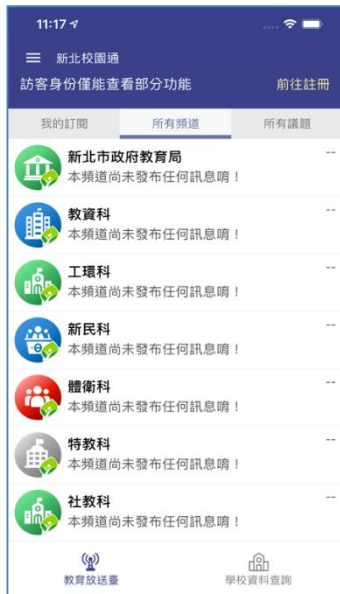 11:17
新北校園通
訪客身份僅能查看部分功能 前往註冊
我的訂閱 所有頻道 所有議題
新北市政府教育局 --
本頻道尚未發布任何訊息唷！
教資科 --
本頻道尚未發布任何訊息唷！
工環科 --
本頻道尚未發布任何訊息唷！
新民科 --
本頻道尚未發布任何訊息唷！
體衛科 --
本頻道尚未發布任何訊息唷！
特教科 --
本頻道尚未發布任何訊息唷！
社教科 --
本頻道尚未發布任何訊息唷！
教育放送臺 學校資料查詢